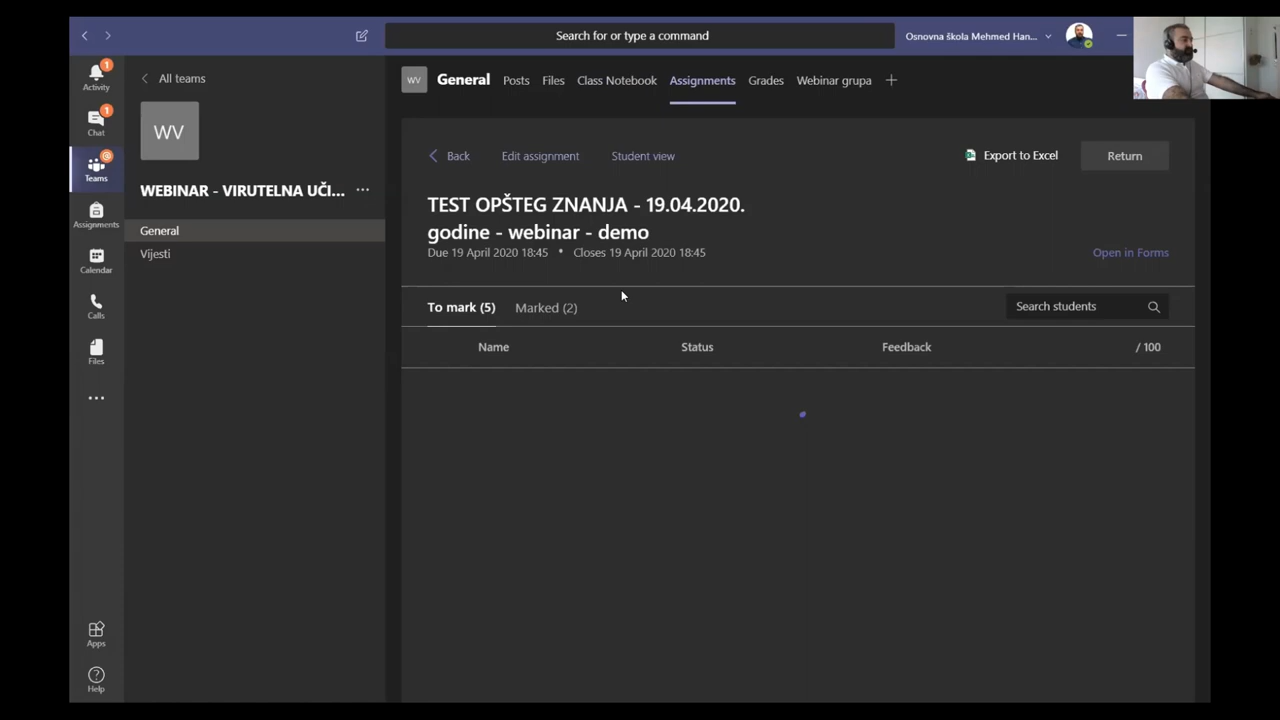 Search for or type a command
Osnovna škola Mehmed Han...
1
Activity
1
Chat
Teams
Assignments
Calendar
Calls
Files
Apps
Help
All teams
WV
WEBINAR - VIRUTELNA UČI...
General
Vijesti
WV
General
Posts
Files
Class Notebook
Assignments
Grades
Webinar grupa
Back
Edit assignment
Student view
Export to Excel
Return
TEST OPŠTEG ZNANJA - 19.04.2020.
godine - webinar - demo
Due 19 April 2020 18:45 • Closes 19 April 2020 18:45
Open in Forms
To mark (5)
Marked (2)
Search students
Name
Status
Feedback
/ 100